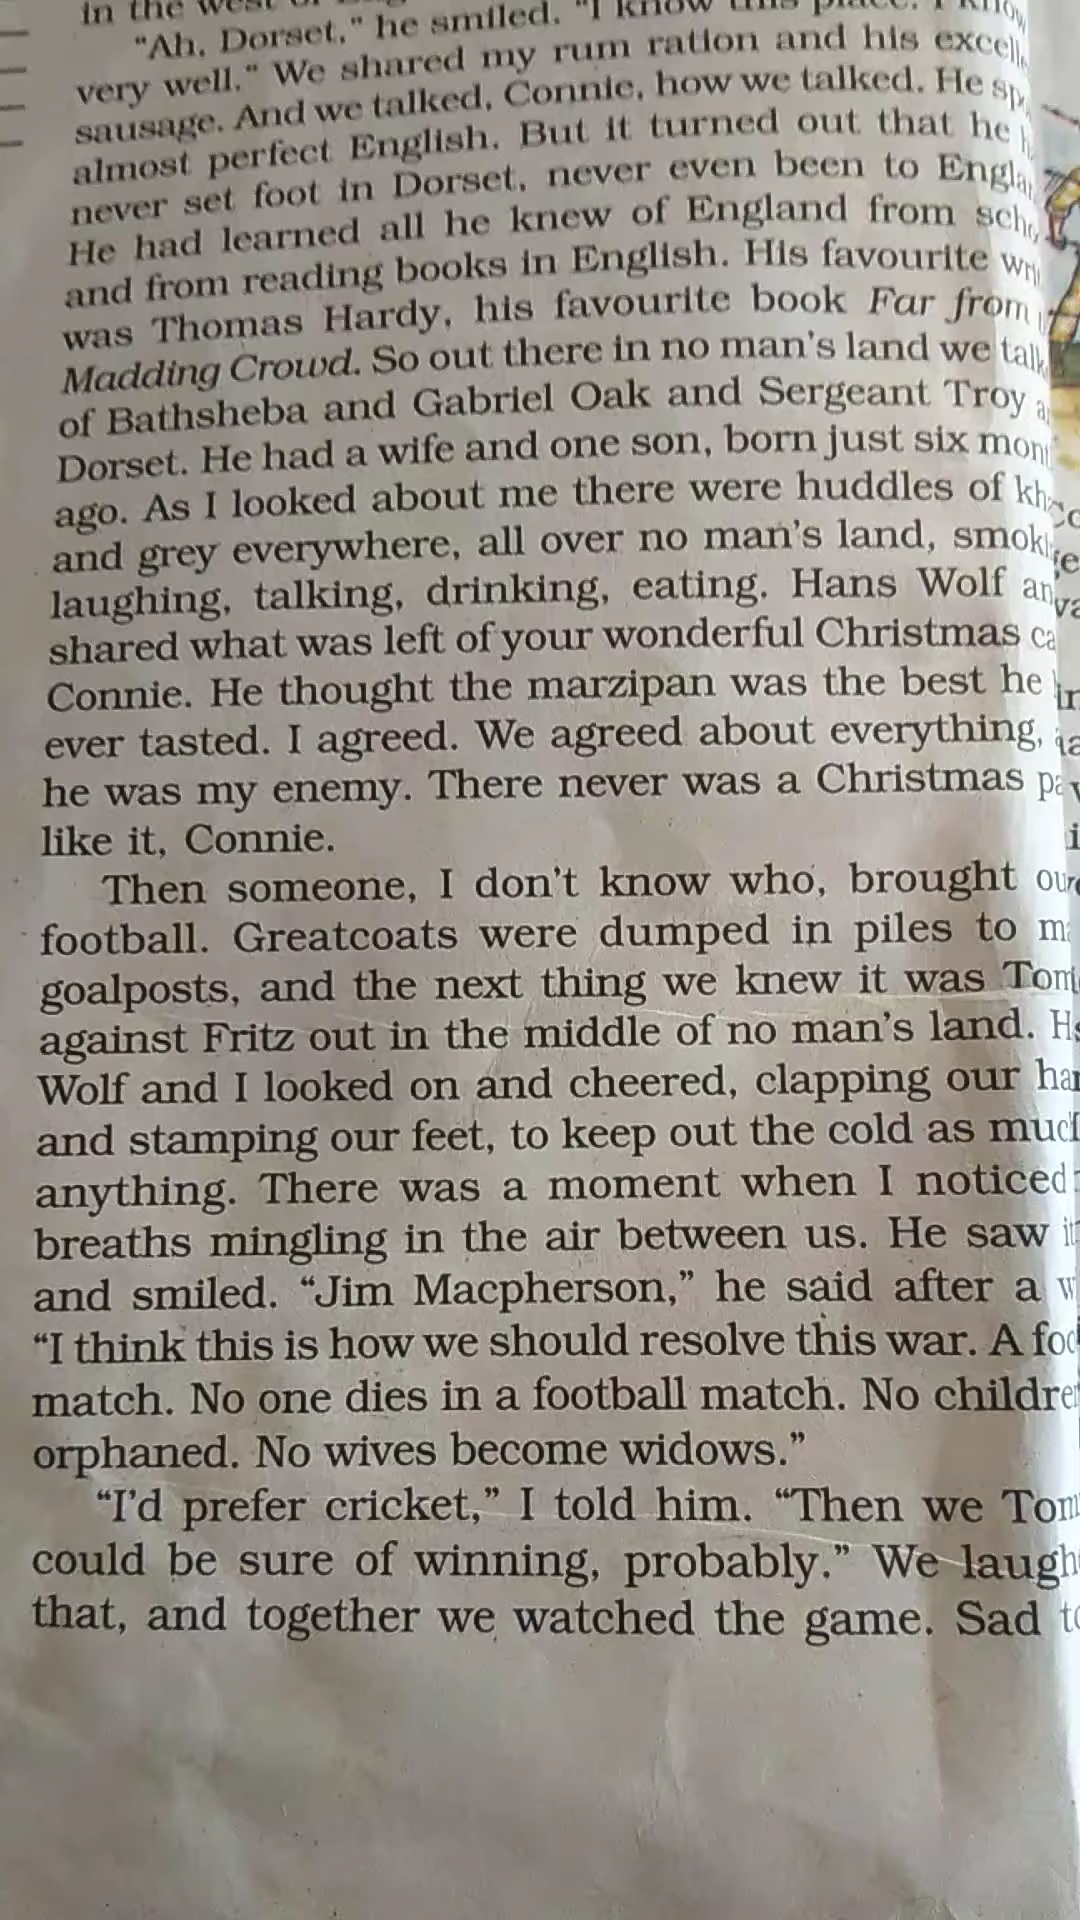 in the west of
"Ah, Dorset," he smiled. "I know this place. I know
very well." We shared my rum ration and his
sausage. And we talked, Connie, how we talked. He
almost perfect English. But it turned out that he
never set foot in Dorset, never even been to
He had learned all he knew of England from
and from reading books in English. His favourite
was Thomas Hardy, his favourite book Far from
Madding Crowd. So out there in no man's land we
of Bathsheba and Gabriel Oak and Sergeant Troy
Dorset. He had a wife and one son, born just six
ago. As I looked about me there were huddles of
and grey everywhere, all over no man's land,
laughing, talking, drinking, eating. Hans Wolf
shared what was left of your wonderful Christmas
Connie. He thought the marzipan was the best he
ever tasted. I agreed. We agreed about everything,
he was my enemy. There never was a Christmas
like it, Connie.
Then someone, I don't know who, brought
football. Greatcoats were dumped in piles to
goalposts, and the next thing we knew it was
against Fritz out in the middle of no man's land.
Wolf and I looked on and cheered, clapping our
and stamping our feet, to keep out the cold as
anything. There was a moment when I noticed
breaths mingling in the air between us. He saw
and smiled. “Jim Macpherson,” he said after a
“I think this is how we should resolve this war. A
match. No one dies in a football match. No
orphaned. No wives become widows.”
“I'd prefer cricket,” I told him. “Then we
could be sure of winning, probably.” We
that, and together we watched the game. Sad